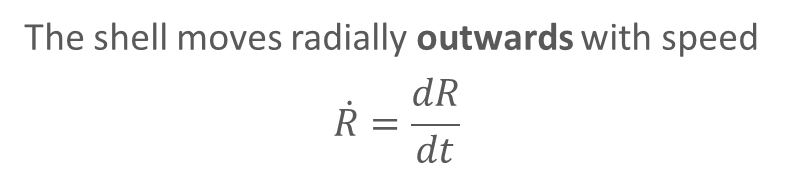 The shell moves radially outwards with speed
Ṙ = dR/dt